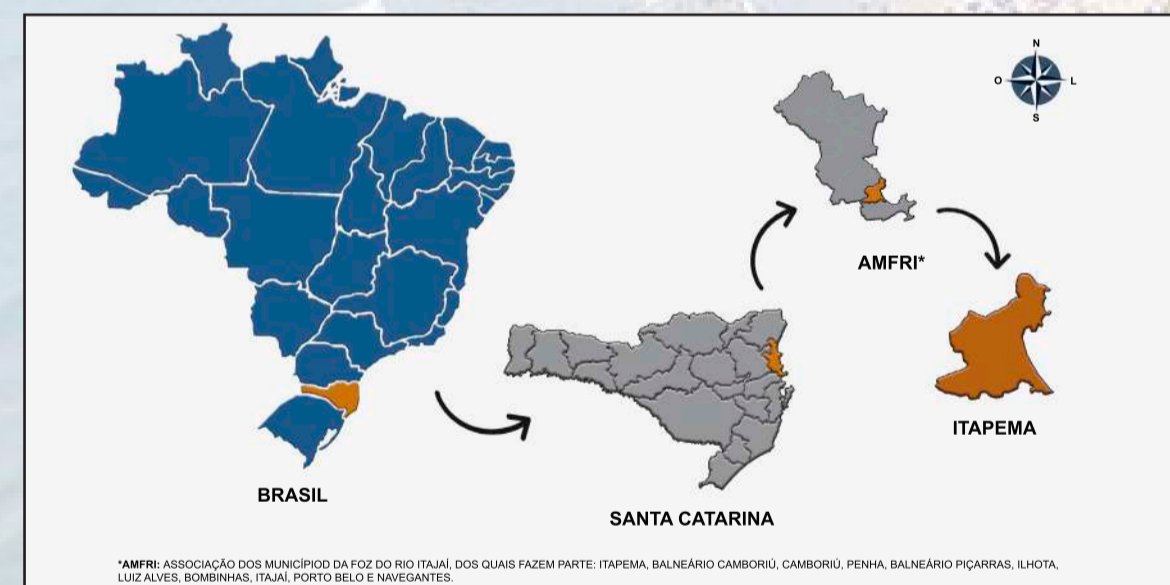 N
O L
S
AMFRI*
ITAPEMA
BRASIL
SANTA CATARINA
*AMFRI: ASSOCIAÇÃO DOS MUNICÍPIOD DA FOZ DO RIO ITAJAÍ, DOS QUAIS FAZEM PARTE: ITAPEMA, BALNEÁRIO CAMBORIÚ, CAMBORIÚ, PENHA, BALNEÁRIO PIÇARRAS, ILHOTA,
LUIZ ALVES, BOMBINHAS, ITAJAÍ, PORTO BELO E NAVEGANTES.